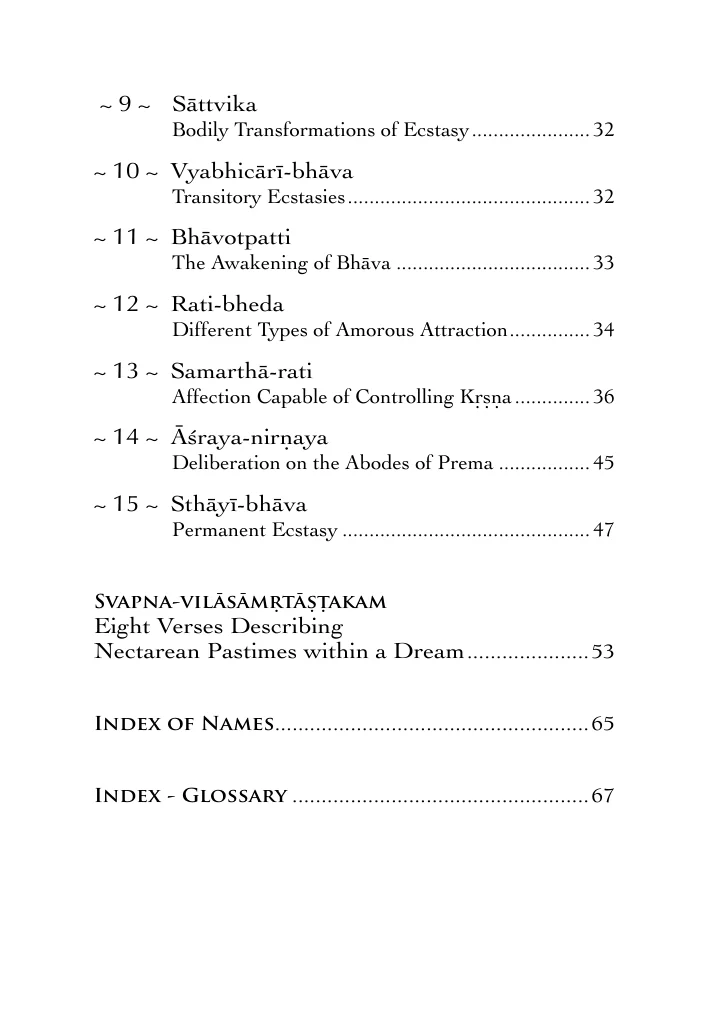 ~ 9 ~ Sāttvika
Bodily Transformations of Ecstasy......................32
~ 10 ~ Vyabhicārī-bhāva
Transitory Ecstasies.............................................32
~ 11 ~ Bhāvotpatti
The Awakening of Bhāva ....................................33
~ 12 ~ Rati-bheda
Different Types of Amorous Attraction...............34
~ 13 ~ Samarthā-rati
Affection Capable of Controlling Kṛṣṇa..............36
~ 14 ~ Āśraya-nirṇaya
Deliberation on the Abodes of Prema .................45
~ 15 ~ Sthāyī-bhāva
Permanent Ecstasy ..............................................47
Svapna-vilāsāmṛtāṣṭakam
Eight Verses Describing
Nectarean Pastimes within a Dream.....................53
Index of Names......................................................65
Index - Glossary ...................................................67